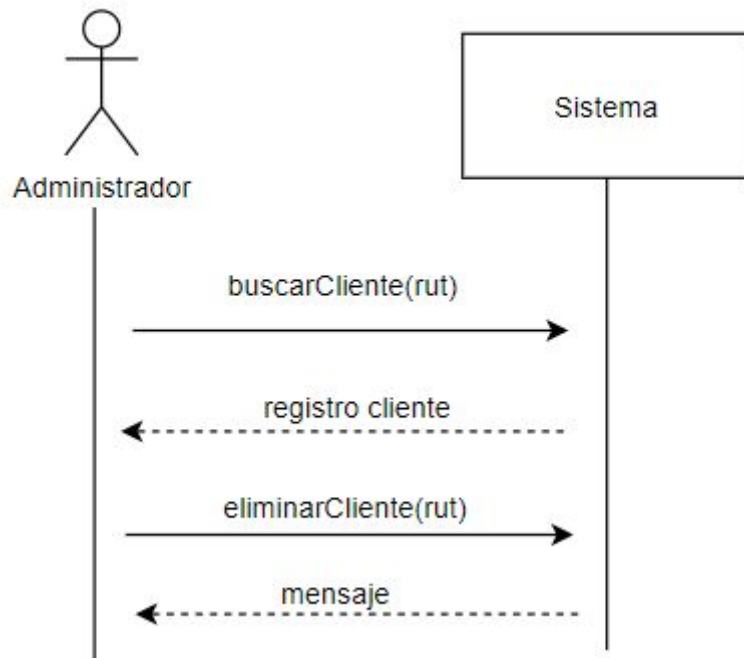 Sistema
Administrador
buscarCliente(rut)
registro cliente
eliminarCliente(rut)
mensaje